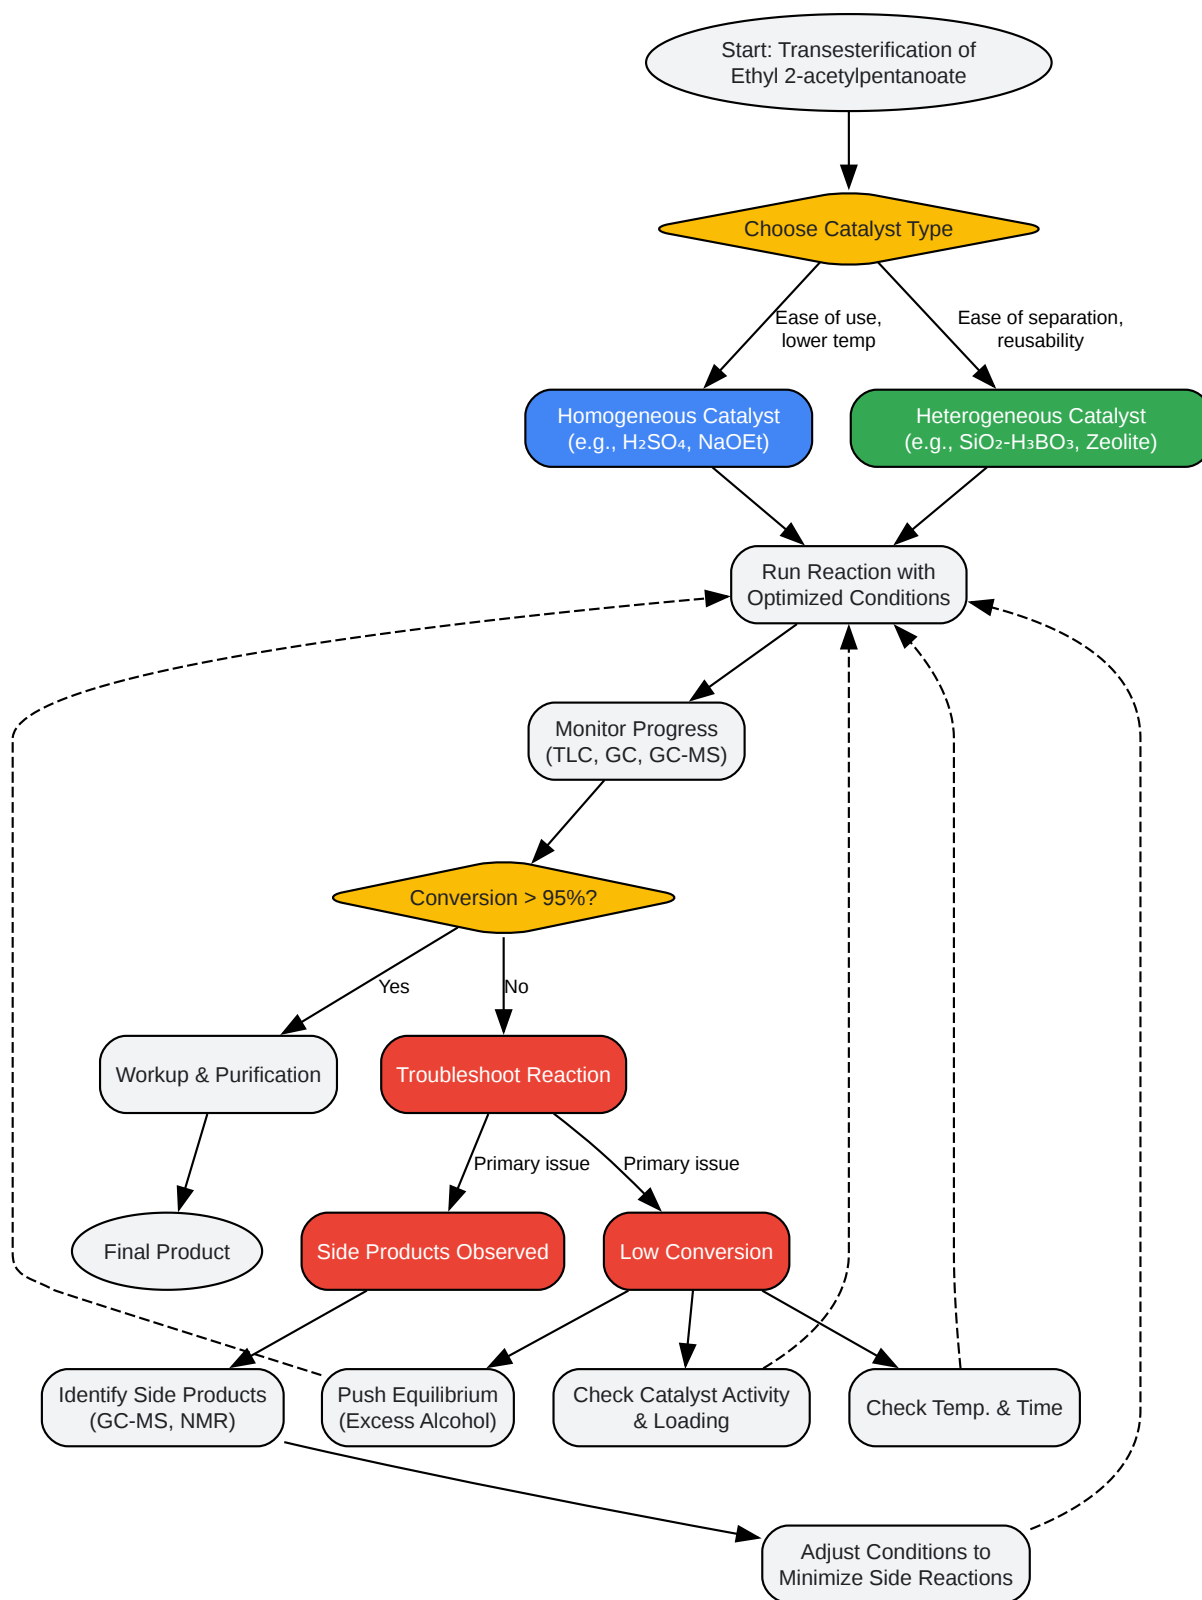 Start: Transesterification of
Ethyl 2-acetylpentanoate
Choose Catalyst Type
Ease of use,
lower temp
Ease of separation,
reusability
Homogeneous Catalyst
(e.g., H₂SO₄, NaOEt)
Heterogeneous Catalyst
(e.g., SiO₂-H₃BO₃, Zeolite)
Run Reaction with
Optimized Conditions
Monitor Progress
(TLC, GC, GC-MS)
Conversion > 95%?
Yes
No
Workup & Purification
Troubleshoot Reaction
Primary issue
Primary issue
Final Product
Side Products Observed
Low Conversion
Identify Side Products
(GC-MS, NMR)
Push Equilibrium
(Excess Alcohol)
Check Catalyst Activity
& Loading
Check Temp. & Time
Adjust Conditions to
Minimize Side Reactions